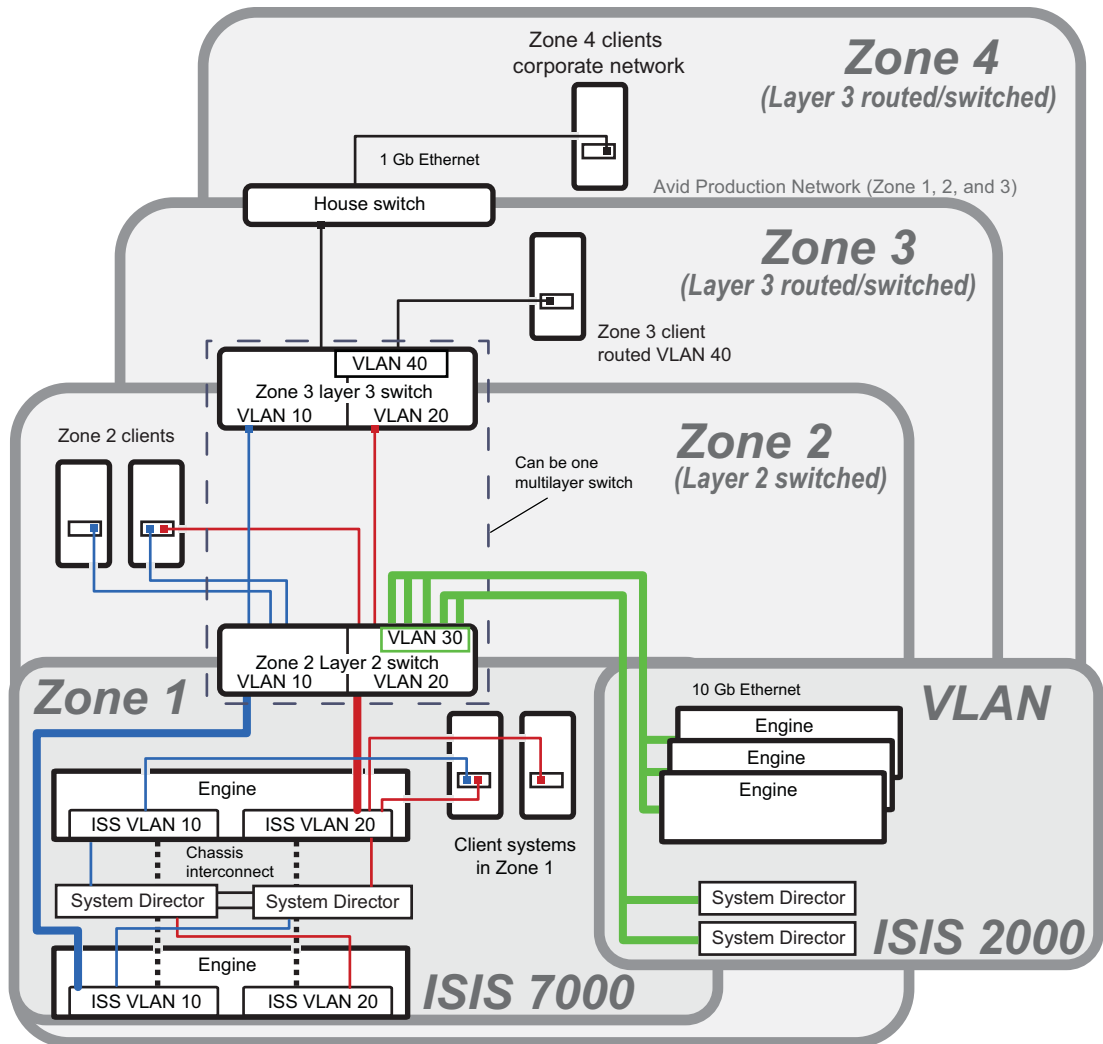 Zone 4 clients
corporate network
Zone 4
(Layer 3 routed/switched)
1 Gb Ethernet
Avid Production Network (Zone 1, 2, and 3)
House switch
Zone 3
(Layer 3 routed/switched)
Zone 3 client
routed VLAN 40
VLAN 40
Zone 3 layer 3 switch
VLAN 10
VLAN 20
Zone 2 clients
Zone 2
(Layer 2 switched)
Can be one
multilayer switch
VLAN 30
Zone 2 Layer 2 switch
VLAN 10
VLAN 20
Zone 1
10 Gb Ethernet
VLAN
Engine
Engine
Engine
Engine
ISS VLAN 10
ISS VLAN 20
Client systems
in Zone 1
Chassis
interconnect
System Director
System Director
System Director
System Director
ISIS 2000
Engine
ISS VLAN 10
ISS VLAN 20
ISIS 7000